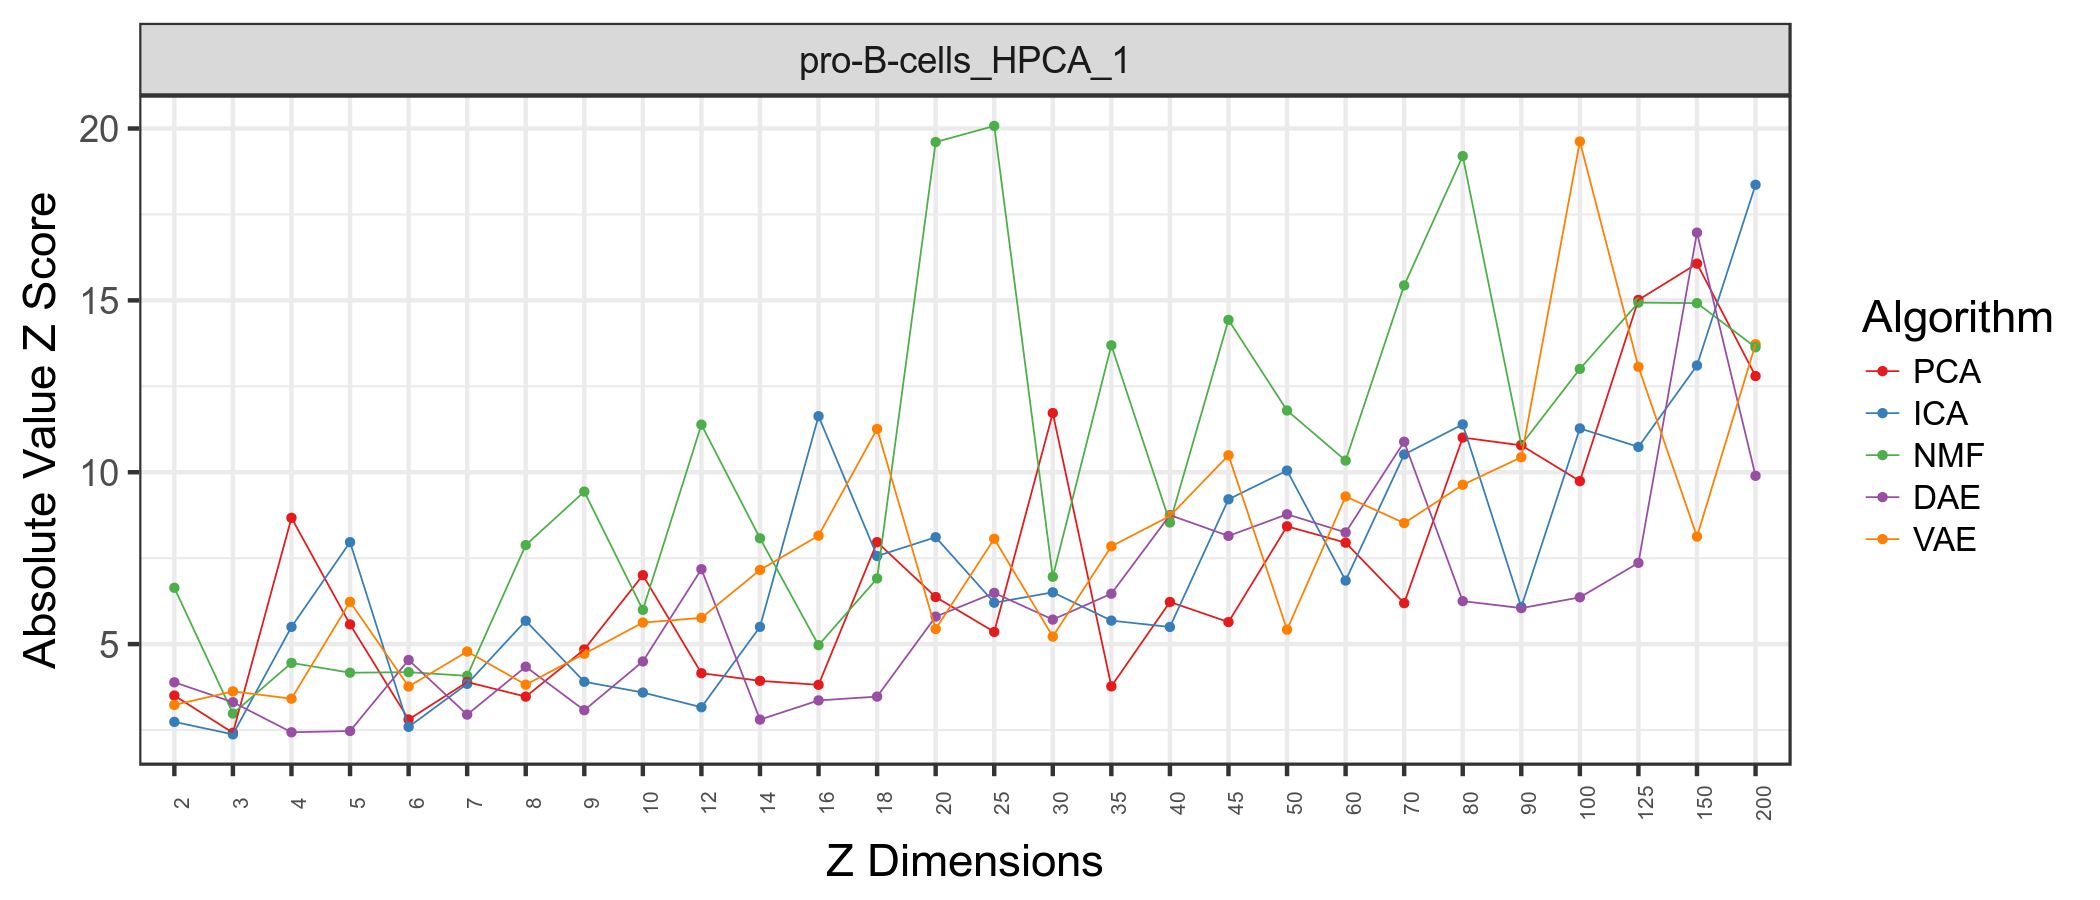 pro-B-cells_HPCA_1
Absolute Value Z Score
20
15
10
5
2 3 4 5 6 7 8 9 10 12 14 16 18 20 25 30 35 40 45 50 60 70 80 90 100 125 150 200
Z Dimensions
Algorithm
PCA
ICA
NMF
DAE
VAE